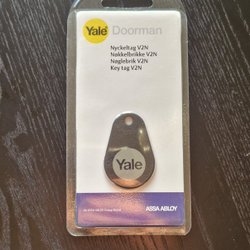 Yale Doorman
Nyckeltag V2N
Nøkkelbrikke V2N
Nøglebrik V2N
Key tag V2N
Yale
ASSA ABLOY